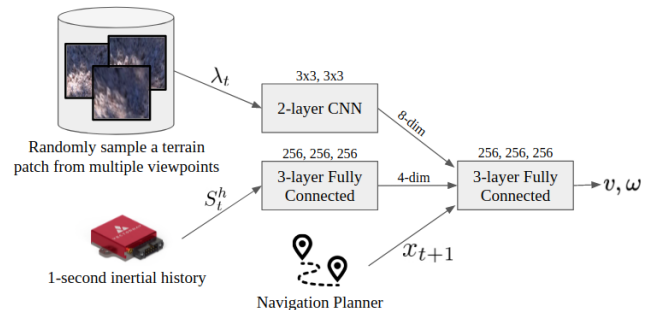 λ_t
3x3, 3x3
2-layer CNN
8-dim
Randomly sample a terrain
patch from multiple viewpoints
256, 256, 256
3-layer Fully
Connected
4-dim
256, 256, 256
3-layer Fully
Connected
v, ω
S_t^h
1-second inertial history
x_{t+1}
Navigation Planner